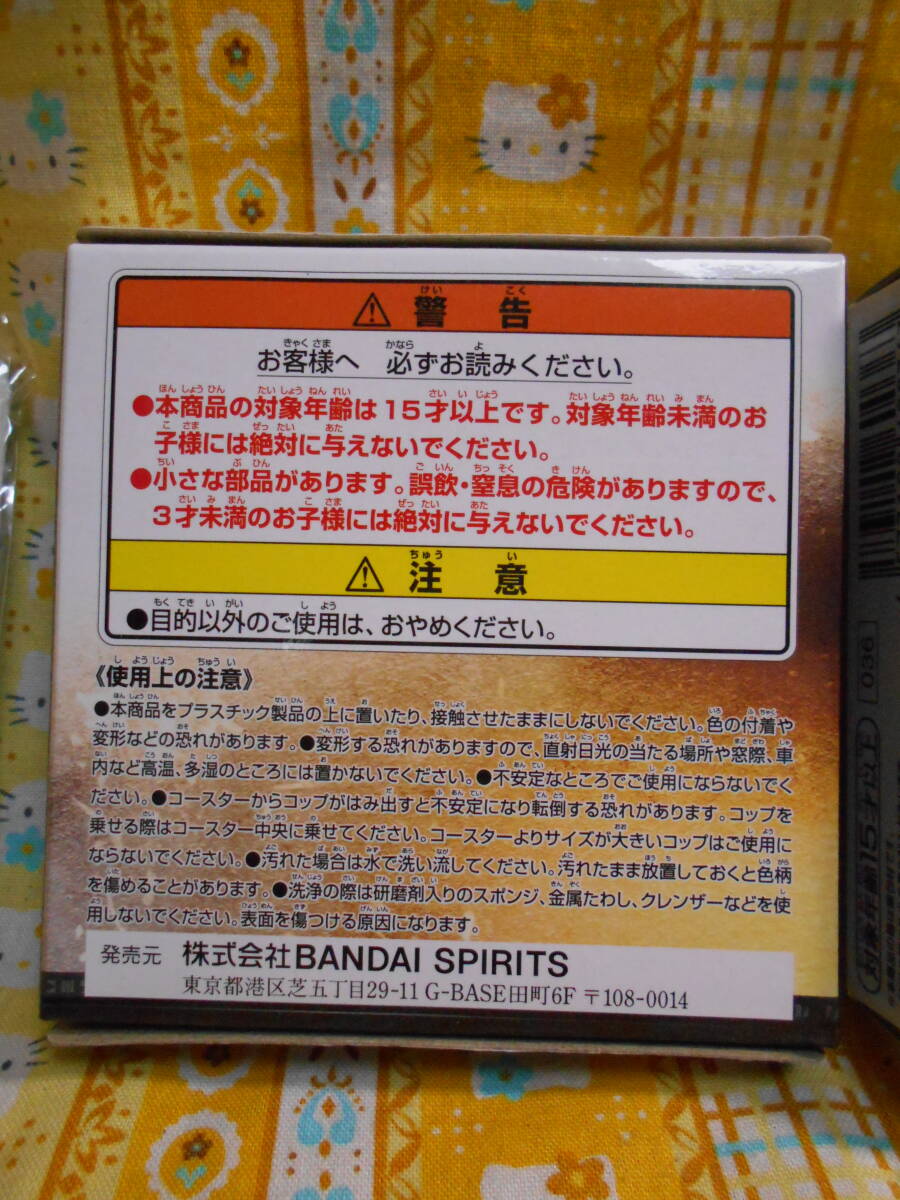 警告
お客様へ 必ずお読みください。
●本商品の対象年齢は15才以上です。対象年齢未満のお
子様には絶対に与えないでください。
●小さな部品があります。誤飲・窒息の危険がありますので、
3才未満のお子様には絶対に与えないでください。
注意
●目的以外のご使用は、おやめください。
《使用上の注意》
●本商品をプラスチック製品の上に置いたり、接触させたままにしないでください。色の付着や
変形などの恐れがあります。●変形する恐れがありますので、直射日光の当たる場所や窓際、車
内など高温、多湿のところには置かないでください。●不安定なところでご使用にならないでく
ださい。●コースターからコップがはみ出すと不安定になり転倒する恐れがあります。コップを
乗せる際はコースター中央に乗せてください。コースターよりサイズが大きいコップはご使用に
ならないでください。●汚れた場合は水で洗い流してください。汚れたまま放置しておくと色柄
を傷めることがあります。●洗浄の際は研磨剤入りのスポンジ、金属たわし、クレンザーなどを使
用しないでください。表面を傷つける原因になります。
発売元 株式会社BANDAI SPIRITS
東京都港区芝五丁目29-11 G-BASE田町6F 〒108-0014
036
対象年齢15才以上